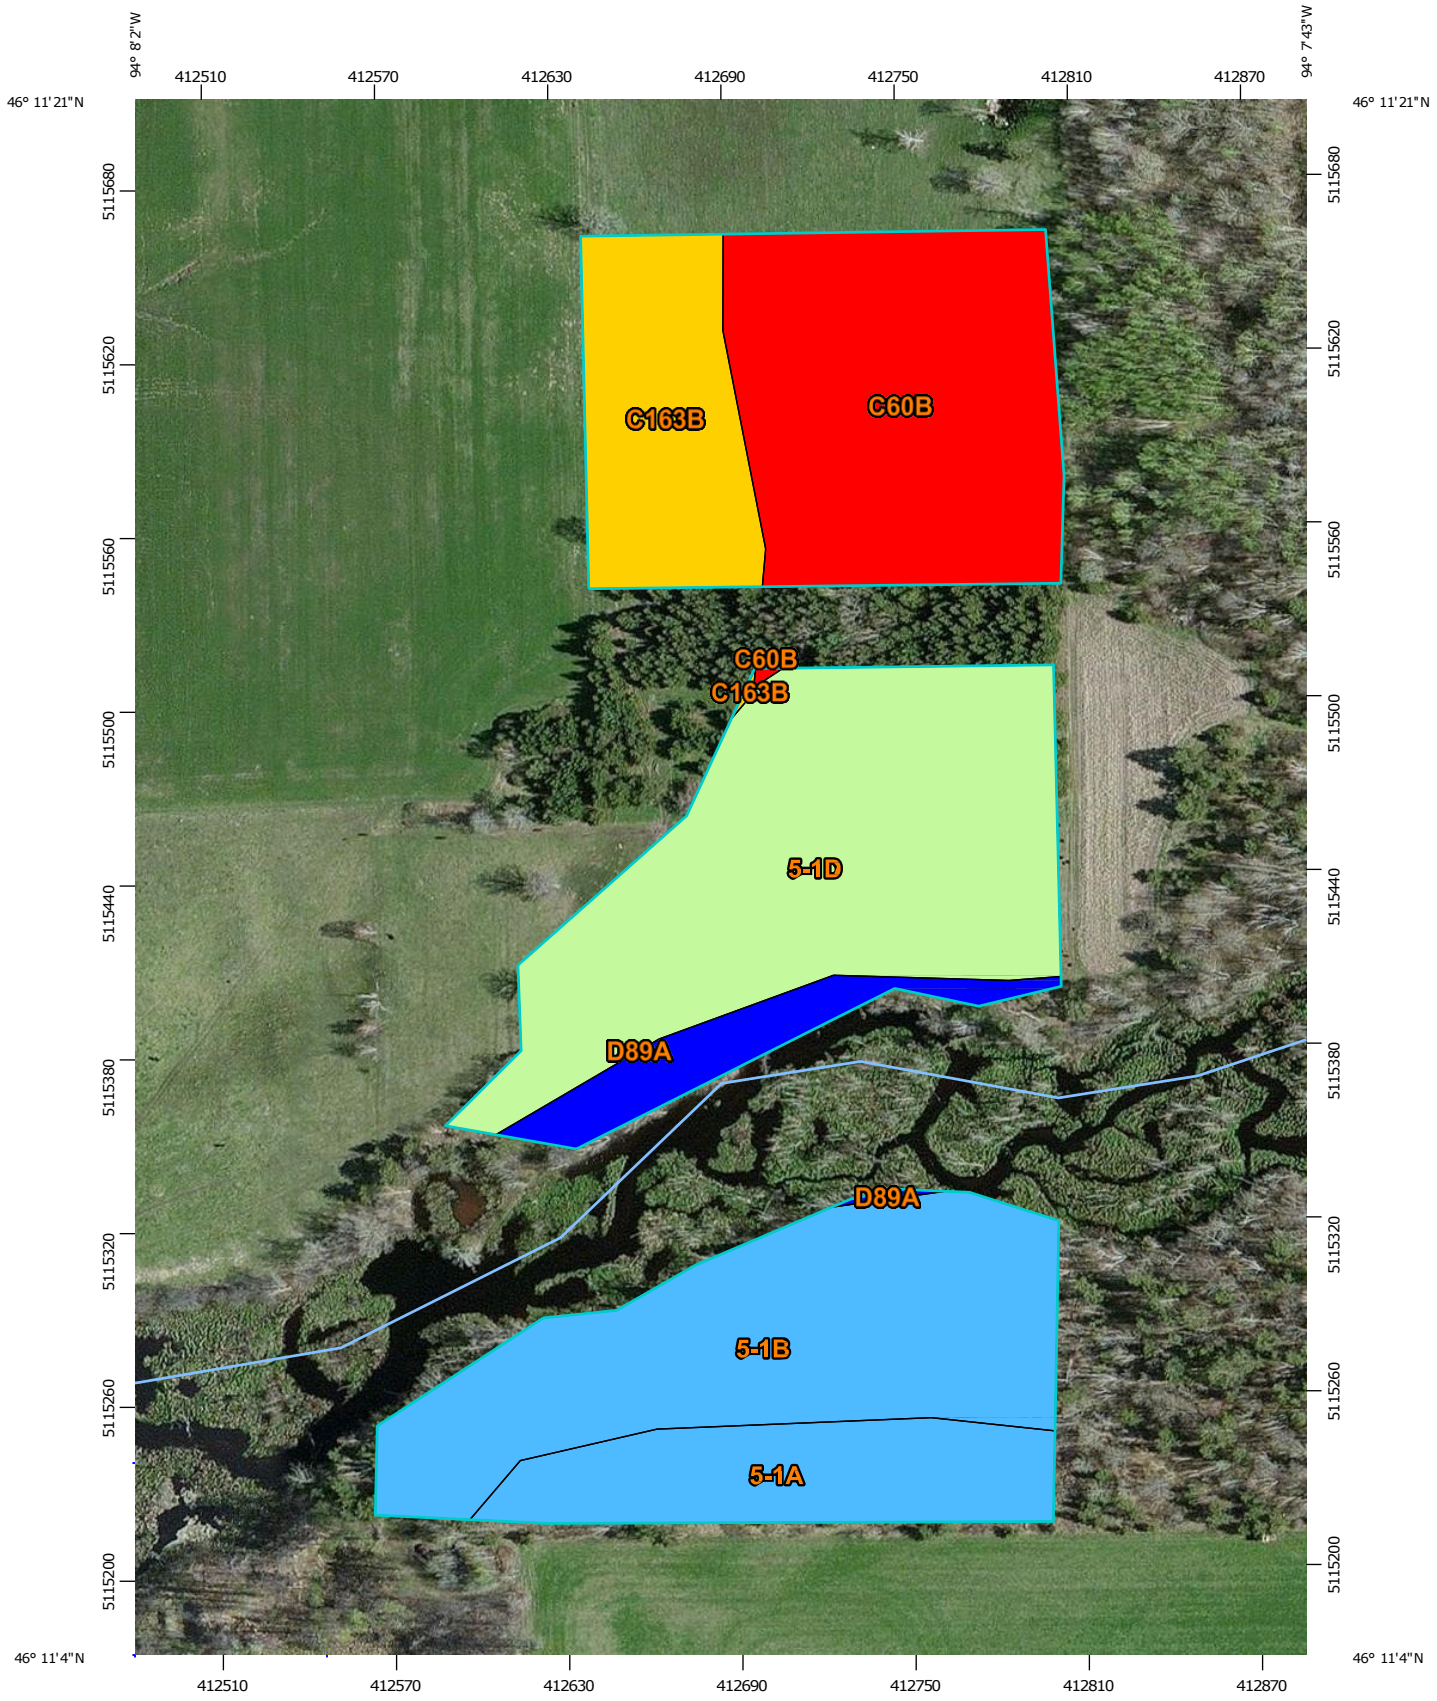 94° 8'2"W
94° 7'43"W
412510 412570 412630 412690 412750 412810 412870
46° 11'21"N 46° 11'21"N
5115680 5115680
5115620 5115620
C163B C60B
5115560 5115560
C60B
C163B
5115500 5115500
5-1D
5115440 5115440
D89A
5115380 5115380
D89A
5115320 5115320
5-1B
5115260 5115260
5-1A
5115200 5115200
46° 11'4"N 46° 11'4"N
412510 412570 412630 412690 412750 412810 412870